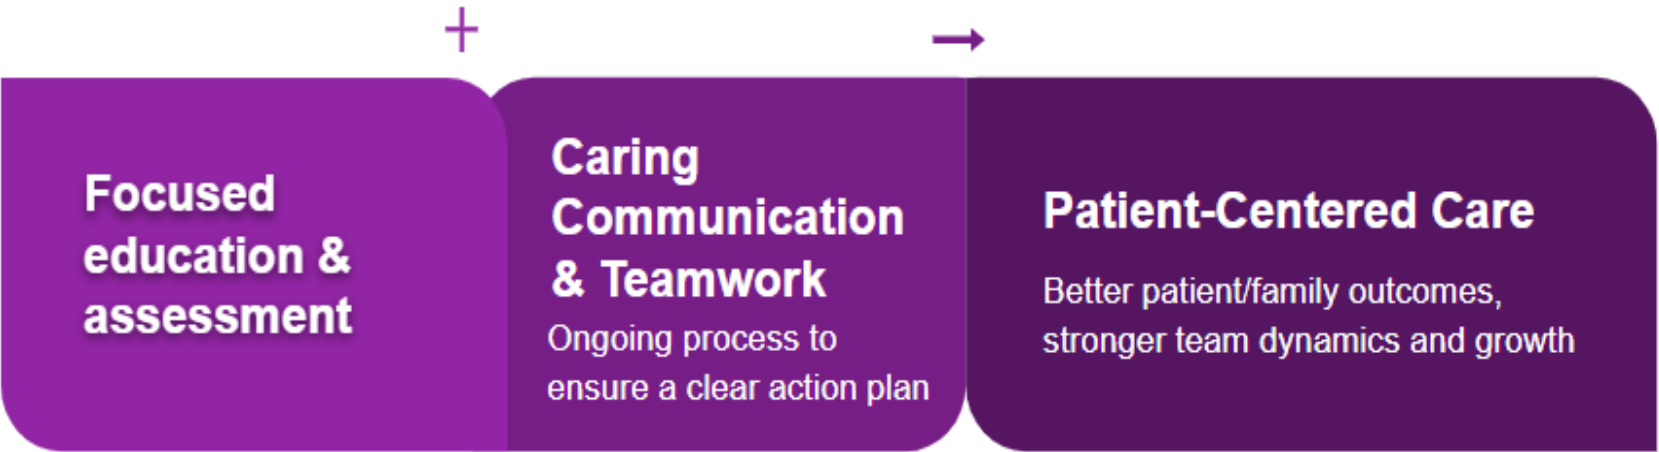 +
→
Focused
education &
assessment
Caring
Communication
& Teamwork
Ongoing process to
ensure a clear action plan
Patient-Centered Care
Better patient/family outcomes,
stronger team dynamics and growth